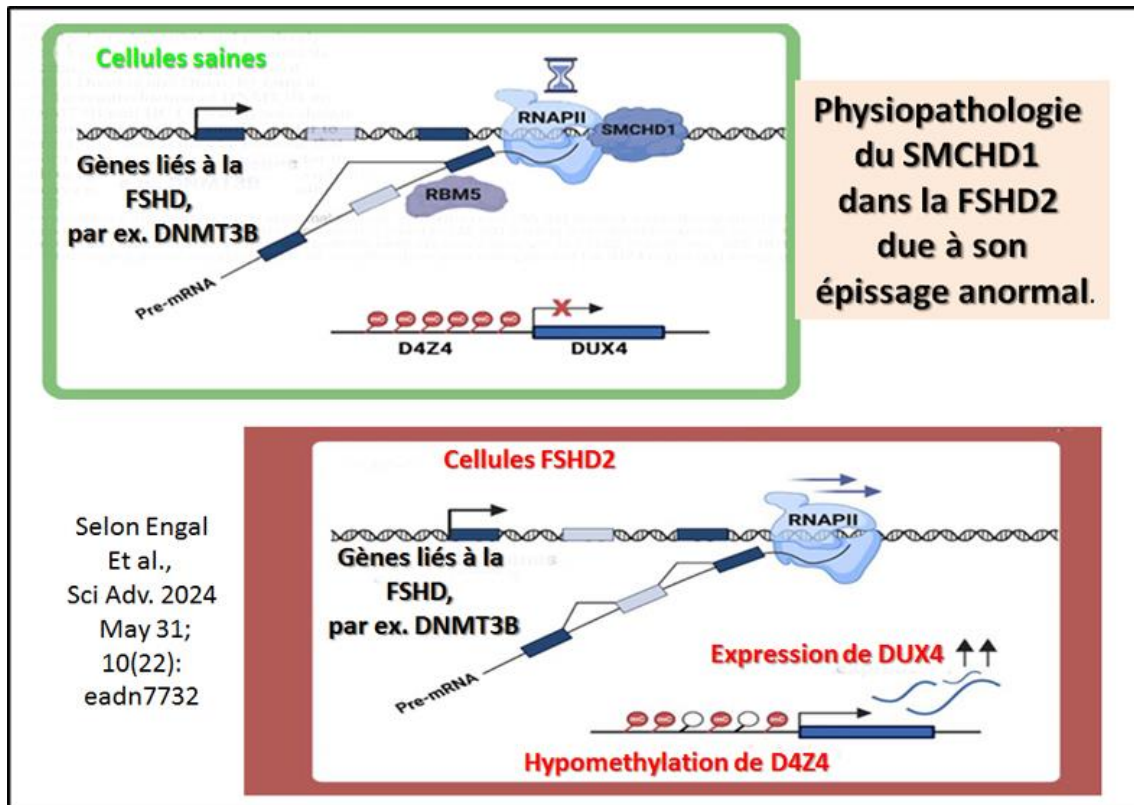 Cellules saines
RNAPII
SMCHD1
Gènes liés à la
FSHD,
par ex. DNMT3B
RBM5
Pre-mRNA
D4Z4
DUX4
Physiopathologie
du SMCHD1
dans la FSHD2
due à son
épissage anormal.
Selon Engal
Et al.,
Sci Adv. 2024
May 31;
10(22):
eadn7732
Cellules FSHD2
RNAPII
Gènes liés à la
FSHD,
par ex. DNMT3B
Pre-mRNA
Expression de DUX4
Hypomethylation de D4Z4